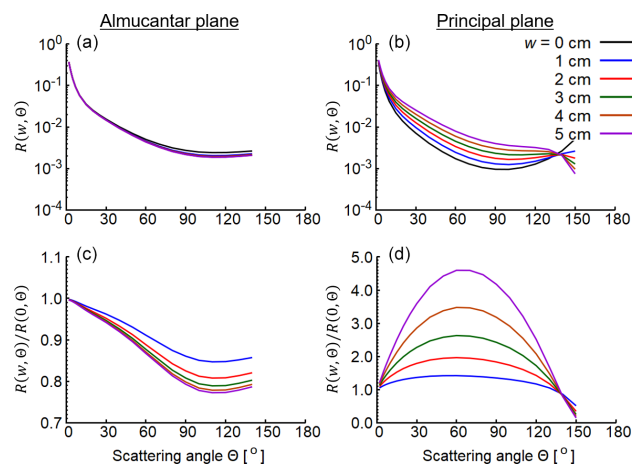 Almucantar plane
Principal plane
(a)
R(w,Θ)
10⁰
10⁻¹
10⁻²
10⁻³
10⁻⁴
0 30 60 90 120 150 180
(b)
R(w,Θ)
10⁰
10⁻¹
10⁻²
10⁻³
10⁻⁴
0 30 60 90 120 150 180
w = 0 cm
1 cm
2 cm
3 cm
4 cm
5 cm
(c)
R(w,Θ)/R(0,Θ)
1.1
1.0
0.9
0.8
0.7
0 30 60 90 120 150 180
Scattering angle Θ [°]
(d)
R(w,Θ)/R(0,Θ)
5.0
4.0
3.0
2.0
1.0
0.0
0 30 60 90 120 150 180
Scattering angle Θ [°]